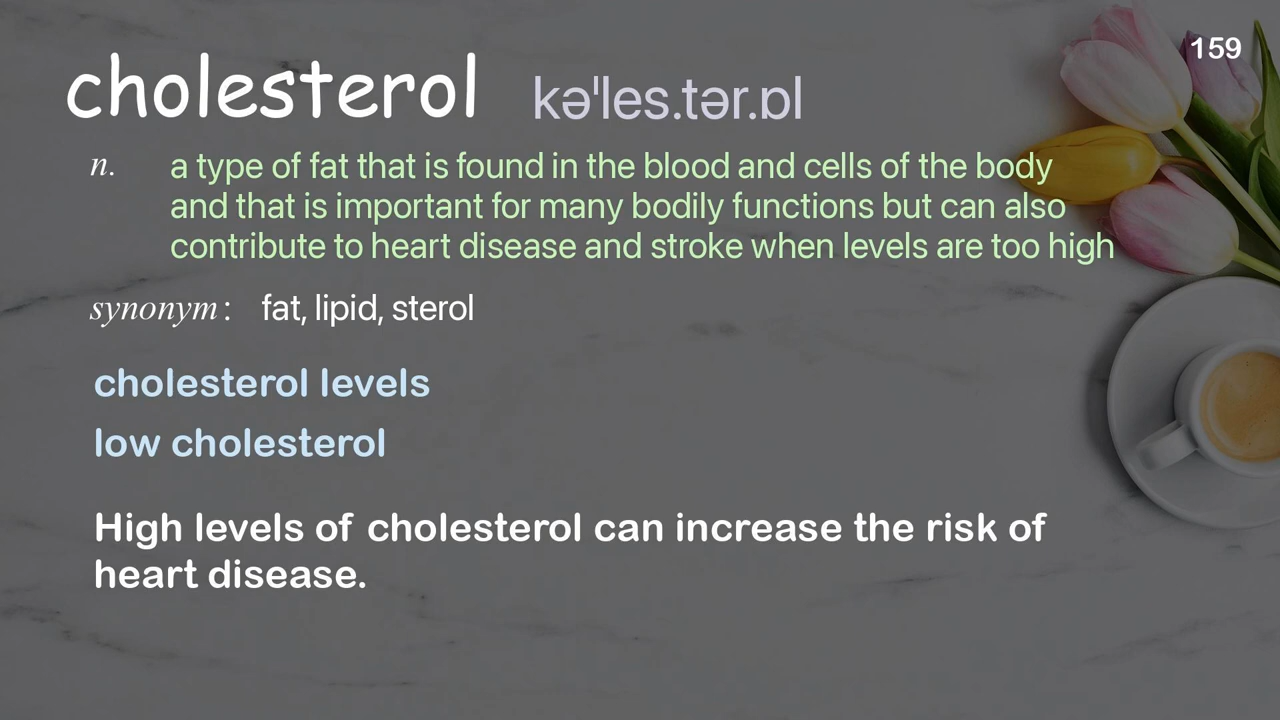 159
cholesterol kə'les.tər.pl
n. a type of fat that is found in the blood and cells of the body
and that is important for many bodily functions but can also
contribute to heart disease and stroke when levels are too high
synonym: fat, lipid, sterol
cholesterol levels
low cholesterol
High levels of cholesterol can increase the risk of
heart disease.